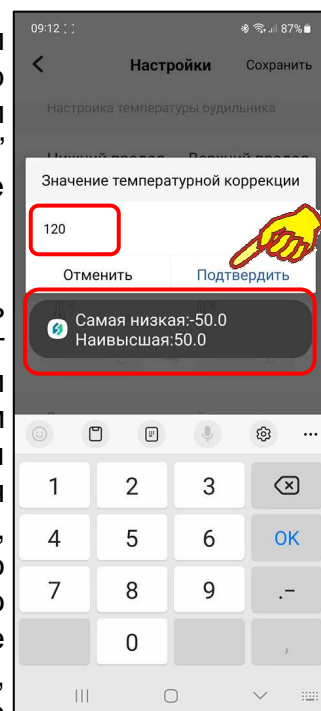 09:12
87%
Настройки
Сохранить
Настройка температуры будильника
Нижний предел
Верхний предел
Значение температурной коррекции
120
Отменить
Подтвердить
Самая низкая:-50.0
Наивысшая:50.0
1
2
3
4
5
6
OK
7
8
9
.–
0
,